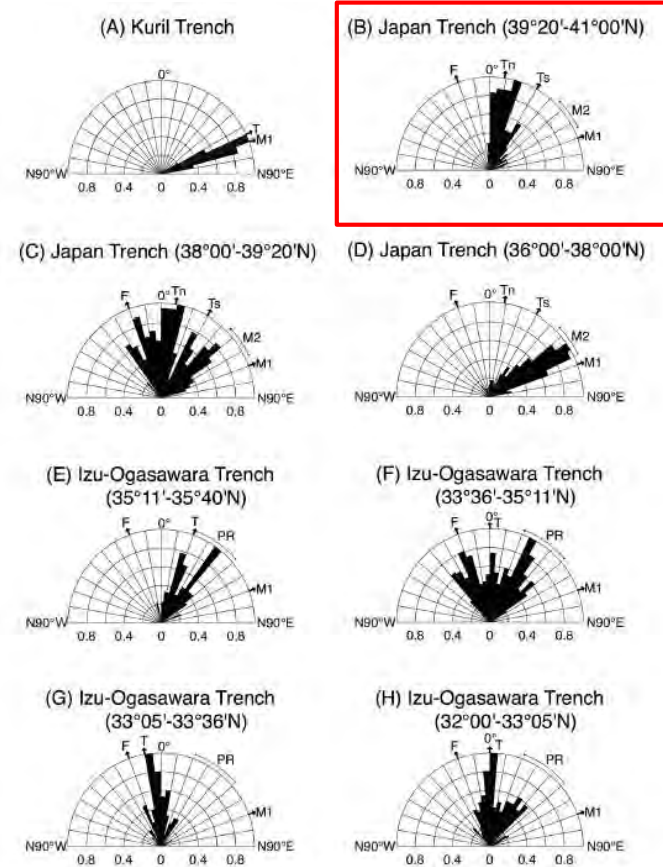 (A) Kuril Trench
0°
T
M1
N90°W
N90°E
0.8 0.4 0 0.4 0.8
(B) Japan Trench (39°20'-41°00'N)
F 0° Tn Ts
M2
M1
N90°W
N90°E
0.8 0.4 0 0.4 0.8
(C) Japan Trench (38°00'-39°20'N)
F 0° Tn Ts
M2
M1
N90°W
N90°E
0.8 0.4 0 0.4 0.8
(D) Japan Trench (36°00'-38°00'N)
F 0° Tn Ts
M2
M1
N90°W
N90°E
0.8 0.4 0 0.4 0.8
(E) Izu-Ogasawara Trench
(35°11'-35°40'N)
F 0° T
PR
M1
N90°W
N90°E
0.8 0.4 0 0.4 0.8
(F) Izu-Ogasawara Trench
(33°36'-35°11'N)
0°
F T PR
M1
N90°W
N90°E
0.8 0.4 0 0.4 0.8
(G) Izu-Ogasawara Trench
(33°05'-33°36'N)
F T 0°
PR
M1
N90°W
N90°E
0.8 0.4 0 0.4 0.8
(H) Izu-Ogasawara Trench
(32°00'-33°05'N)
0°
F T PR
M1
N90°W
N90°E
0.8 0.4 0 0.4 0.8